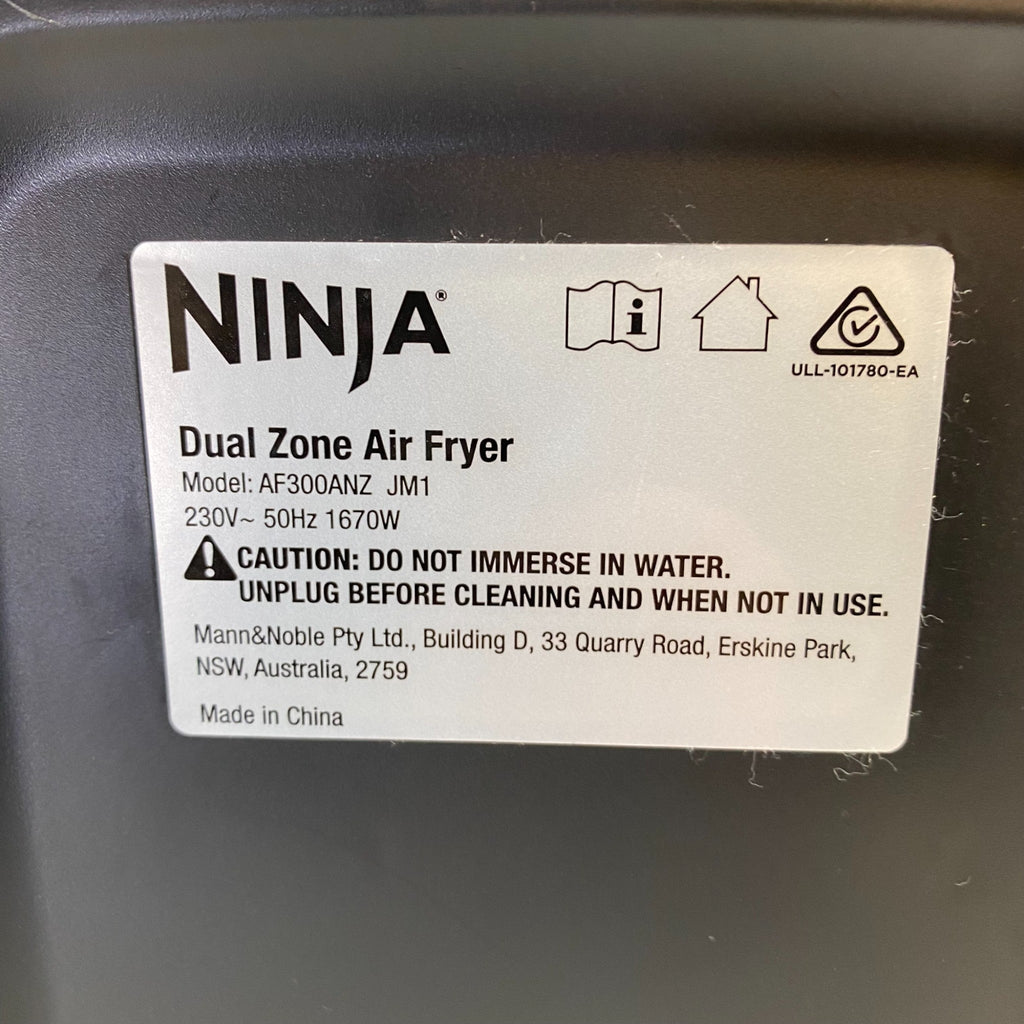 NINJA®
ULL-101780-EA
Dual Zone Air Fryer
Model: AF300ANZ JM1
230V~ 50Hz 1670W
CAUTION: DO NOT IMMERSE IN WATER.
UNPLUG BEFORE CLEANING AND WHEN NOT IN USE.
Mann&Noble Pty Ltd., Building D, 33 Quarry Road, Erskine Park,
NSW, Australia, 2759
Made in China